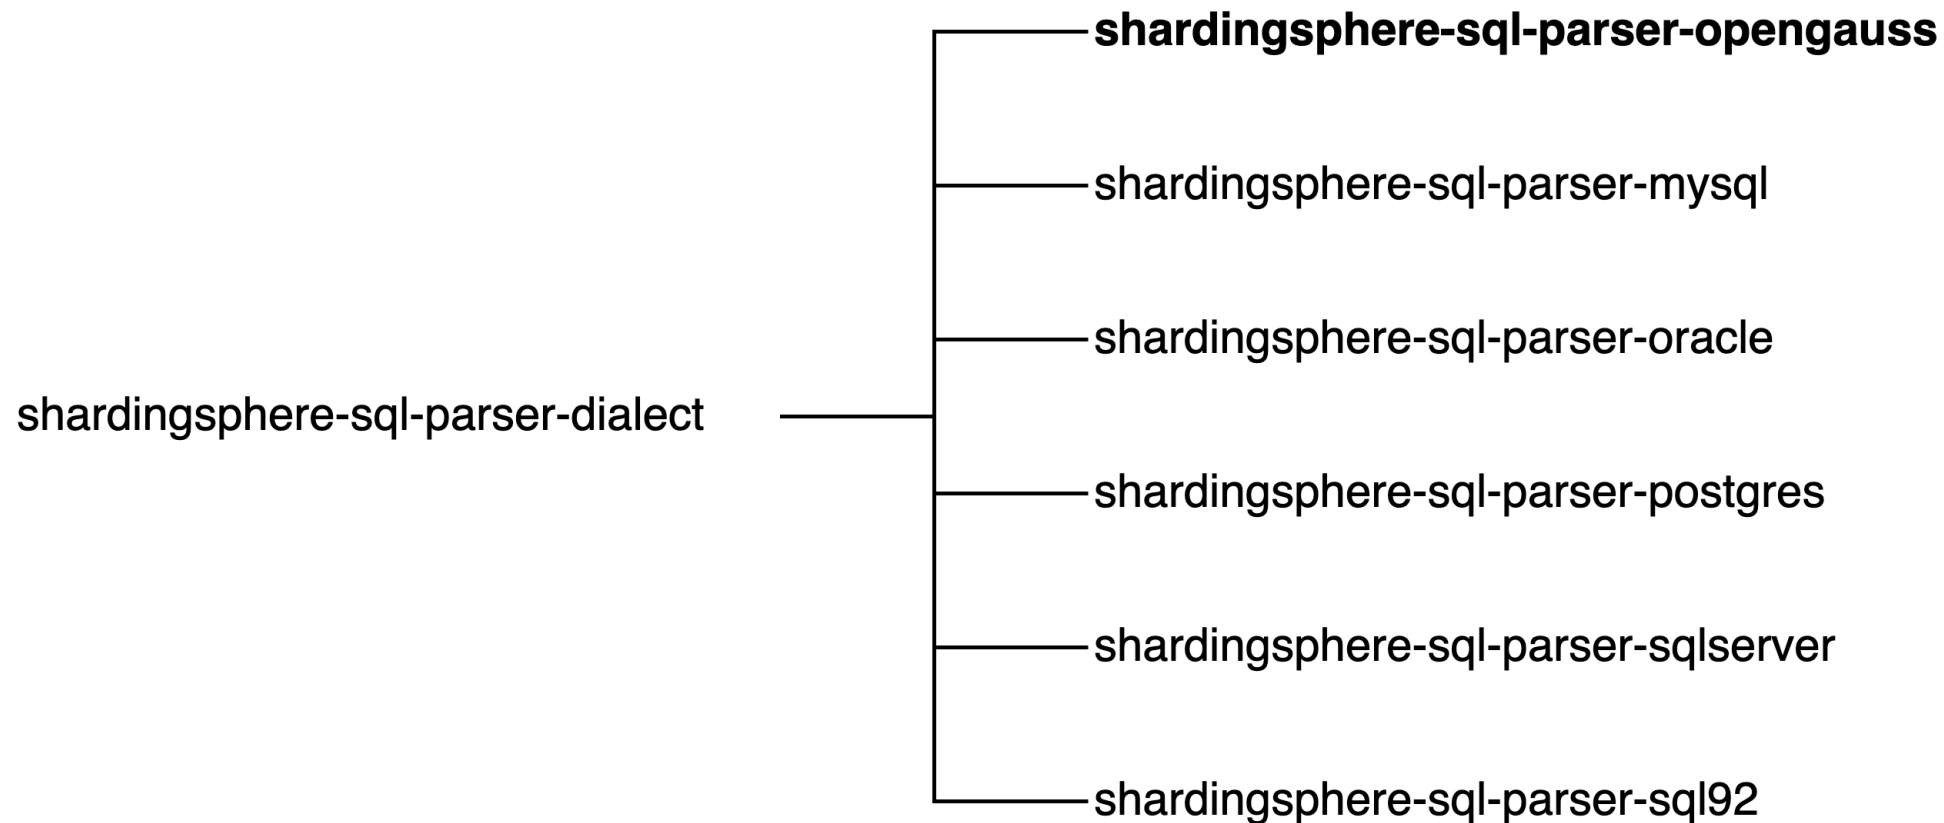 shardingsphere-sql-parser-opengauss
shardingsphere-sql-parser-mysql
shardingsphere-sql-parser-oracle
shardingsphere-sql-parser-dialect
shardingsphere-sql-parser-postgres
shardingsphere-sql-parser-sqlserver
shardingsphere-sql-parser-sql92